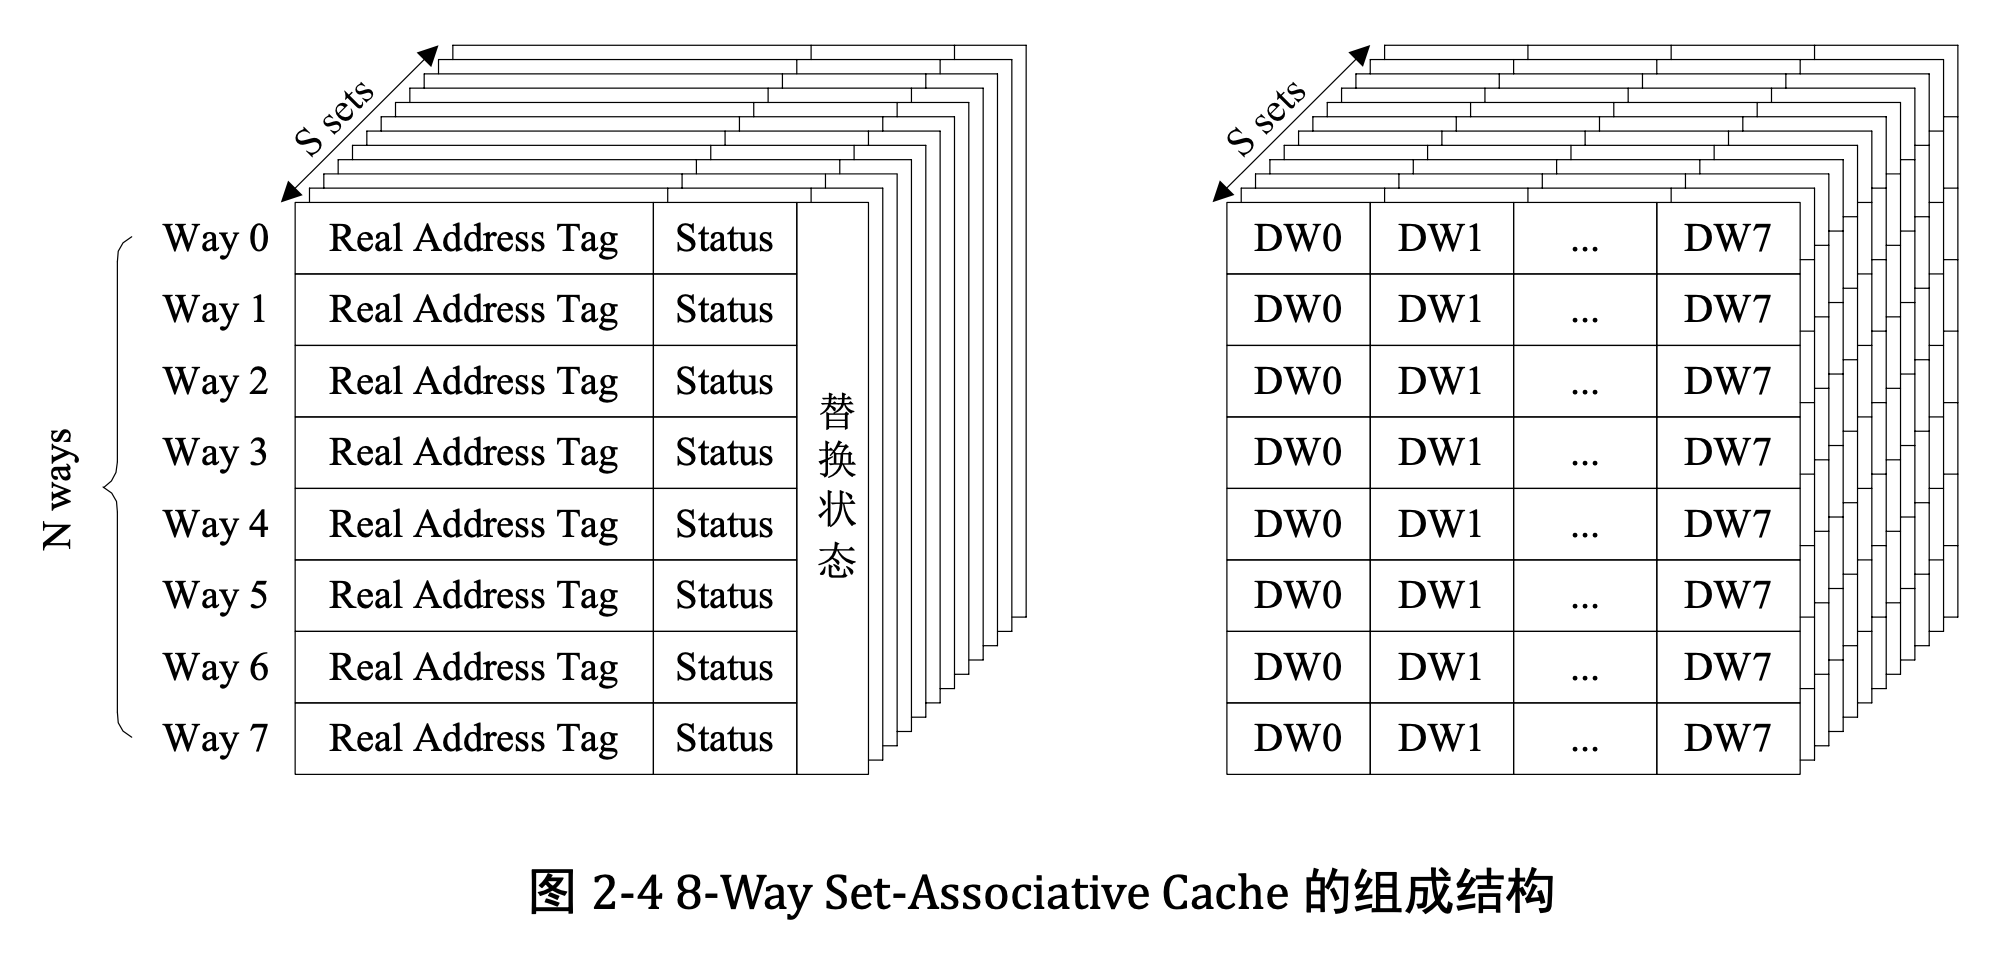 S sets
S sets
N ways
Way 0 Real Address Tag Status DW0 DW1 ... DW7
Way 1 Real Address Tag Status DW0 DW1 ... DW7
Way 2 Real Address Tag Status DW0 DW1 ... DW7
Way 3 Real Address Tag Status DW0 DW1 ... DW7
Way 4 Real Address Tag Status DW0 DW1 ... DW7
Way 5 Real Address Tag Status DW0 DW1 ... DW7
Way 6 Real Address Tag Status DW0 DW1 ... DW7
Way 7 Real Address Tag Status DW0 DW1 ... DW7
替换状态
图 2-4 8-Way Set-Associative Cache 的组成结构